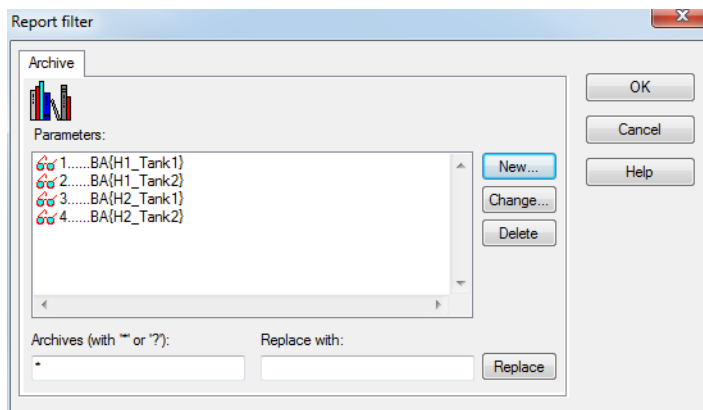 Report filter
Archive
Parameters:
1......BA{H1_Tank1}
2......BA{H1_Tank2}
3......BA{H2_Tank1}
4......BA{H2_Tank2}
New...
Change...
Delete
OK
Cancel
Help
Archives (with '*' or '?'):
Replace with:
*
Replace